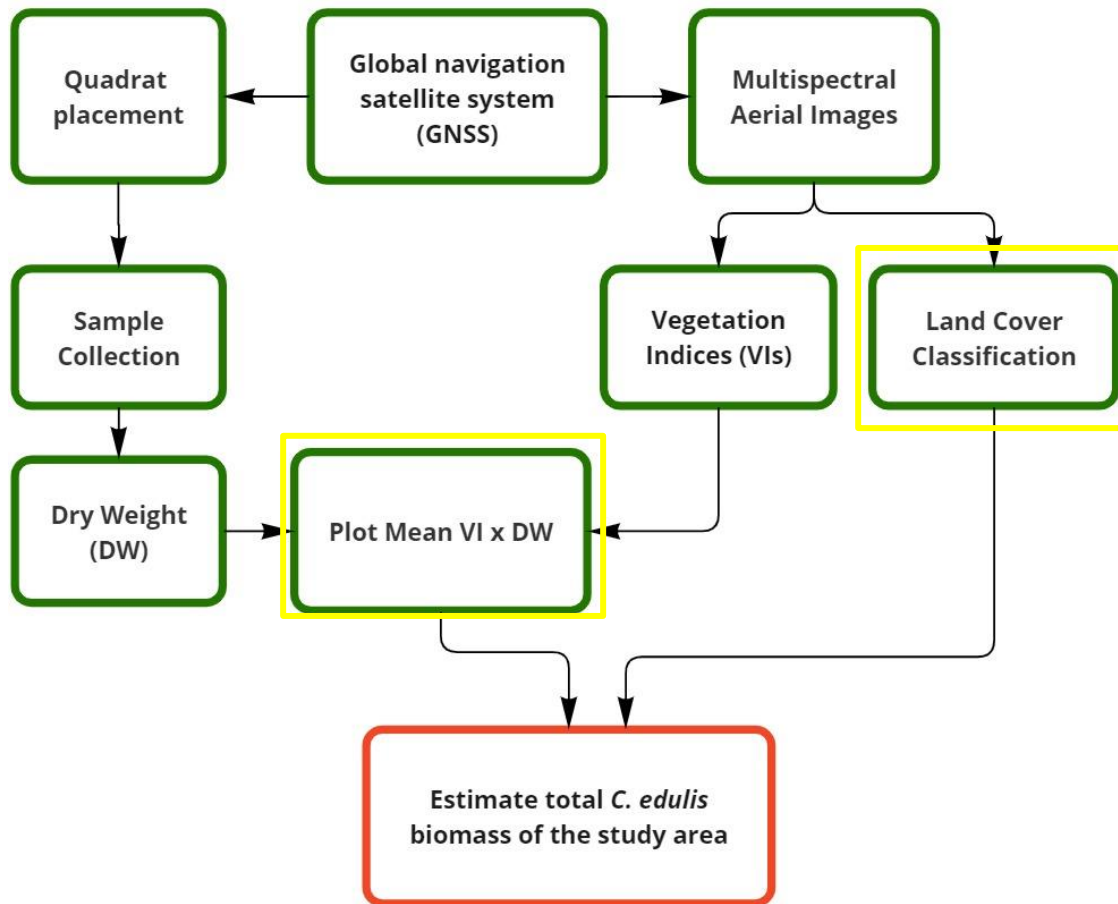 Quadrat
placement
Global navigation
satellite system
(GNSS)
Multispectral
Aerial Images
Sample
Collection
Vegetation
Indices (VIs)
Land Cover
Classification
Dry Weight
(DW)
Plot Mean VI x DW
Estimate total C. edulis
biomass of the study area